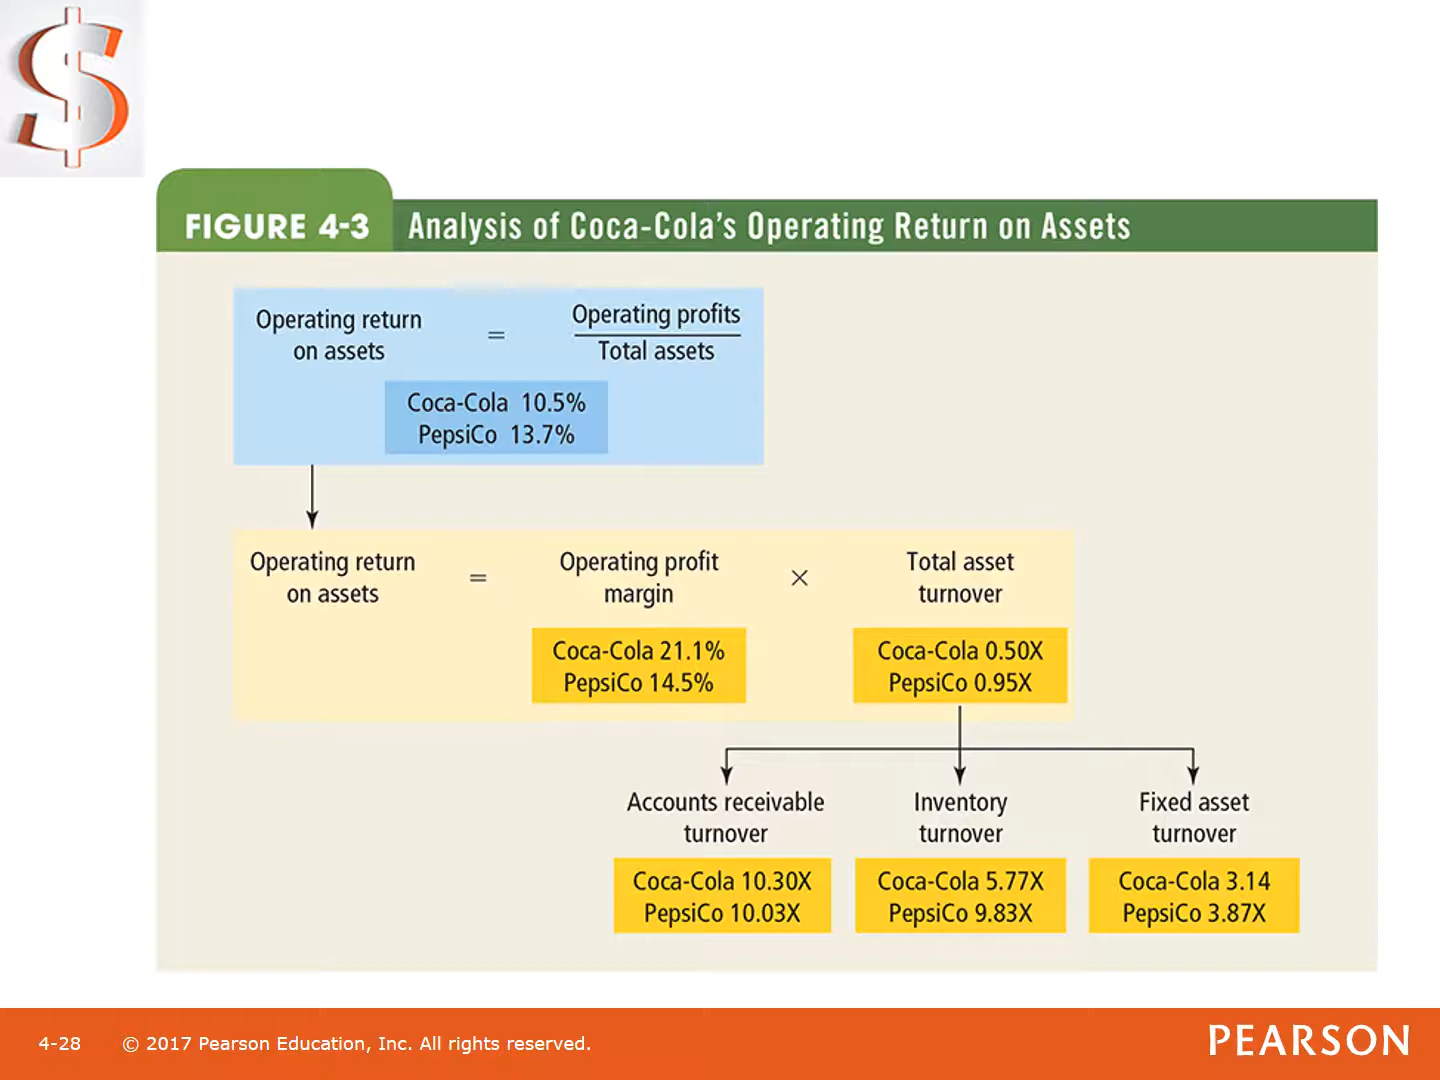 FIGURE 4-3 Analysis of Coca-Cola's Operating Return on Assets
Operating return
on assets
=
Operating profits
Total assets
Coca-Cola 10.5%
PepsiCo 13.7%
Operating return
on assets
=
Operating profit
margin
×
Total asset
turnover
Coca-Cola 21.1%
PepsiCo 14.5%
Coca-Cola 0.50X
PepsiCo 0.95X
Accounts receivable
turnover
Inventory
turnover
Fixed asset
turnover
Coca-Cola 10.30X
PepsiCo 10.03X
Coca-Cola 5.77X
PepsiCo 9.83X
Coca-Cola 3.14
PepsiCo 3.87X
4-28 © 2017 Pearson Education, Inc. All rights reserved.
PEARSON